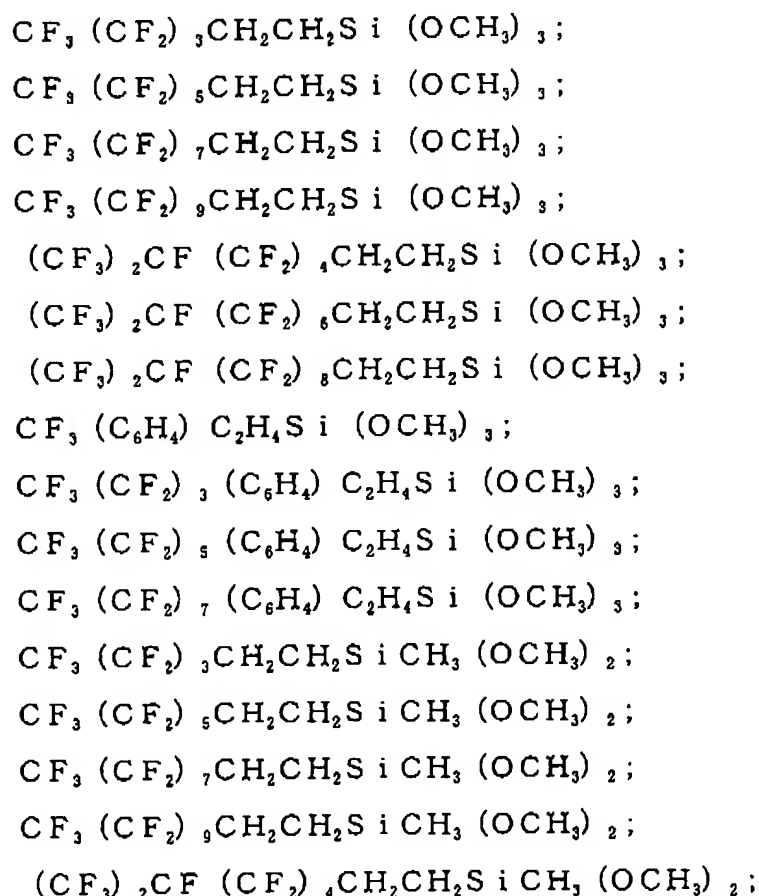 CF₃(CF₂)₃CH₂CH₂Si(OCH₃)₃;
CF₃(CF₂)₅CH₂CH₂Si(OCH₃)₃;
CF₃(CF₂)₇CH₂CH₂Si(OCH₃)₃;
CF₃(CF₂)₉CH₂CH₂Si(OCH₃)₃;
(CF₃)₂CF(CF₂)₄CH₂CH₂Si(OCH₃)₃;
(CF₃)₂CF(CF₂)₆CH₂CH₂Si(OCH₃)₃;
(CF₃)₂CF(CF₂)₈CH₂CH₂Si(OCH₃)₃;
CF₃(C₆H₄)C₂H₄Si(OCH₃)₃;
CF₃(CF₂)₃(C₆H₄)C₂H₄Si(OCH₃)₃;
CF₃(CF₂)₅(C₆H₄)C₂H₄Si(OCH₃)₃;
CF₃(CF₂)₇(C₆H₄)C₂H₄Si(OCH₃)₃;
CF₃(CF₂)₃CH₂CH₂SiCH₃(OCH₃)₂;
CF₃(CF₂)₅CH₂CH₂SiCH₃(OCH₃)₂;
CF₃(CF₂)₇CH₂CH₂SiCH₃(OCH₃)₂;
CF₃(CF₂)₉CH₂CH₂SiCH₃(OCH₃)₂;
(CF₃)₂CF(CF₂)₄CH₂CH₂SiCH₃(OCH₃)₂;